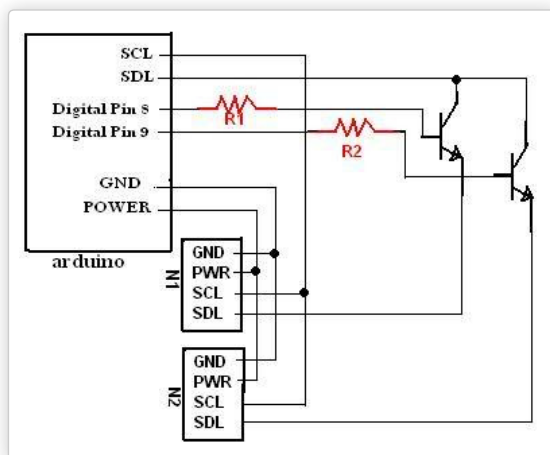 SCL
SDL
Digital Pin 8
R1
Digital Pin 9
R2
GND
POWER
arduino
N1
GND
PWR
SCL
SDL
N2
GND
PWR
SCL
SDL